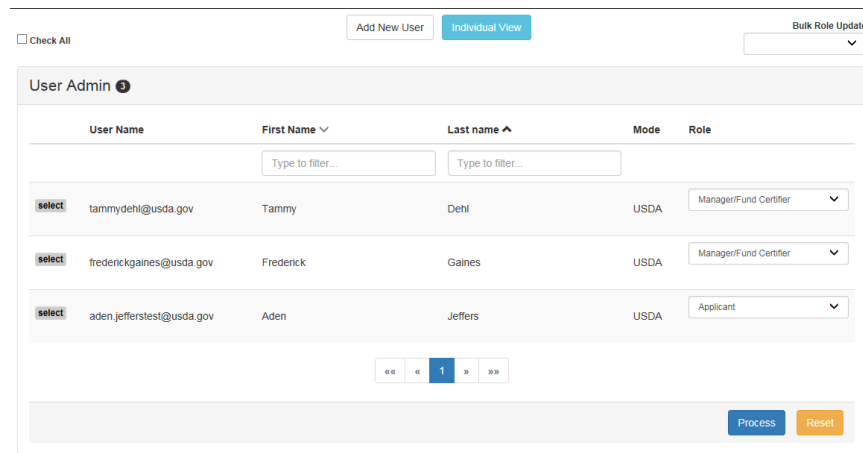 Add New User Individual View Bulk Role Update
Check All
User Admin 3
User Name First Name Last name Mode Role
Type to filter... Type to filter...
select tammydehl@usda.gov Tammy Dehl USDA Manager/Fund Certifier
select frederickgaines@usda.gov Frederick Gaines USDA Manager/Fund Certifier
select aden.jefferstest@usda.gov Aden Jeffers USDA Applicant
«« « 1 » »»
Process Reset